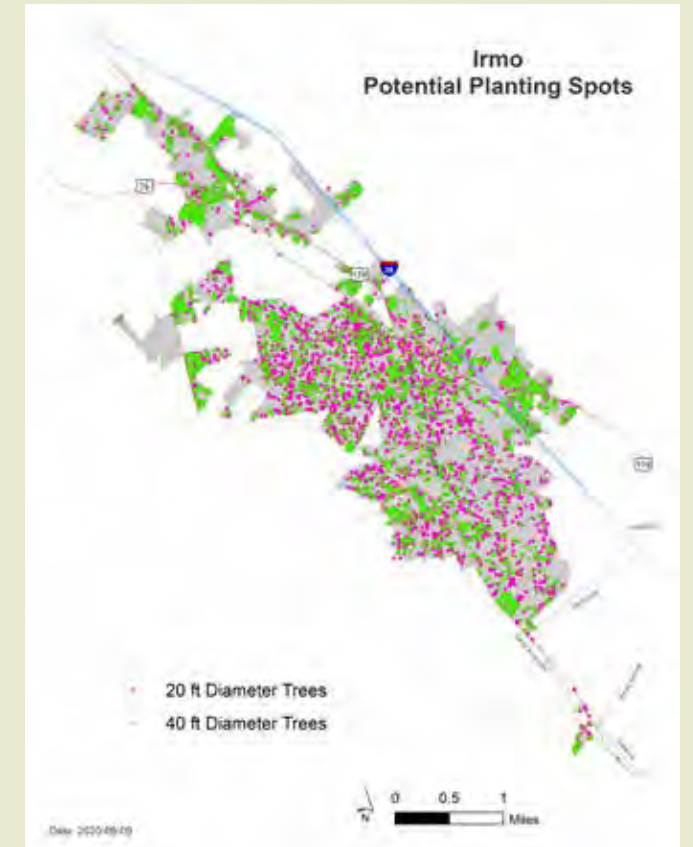 Irmo
Potential Planting Spots
76
26
176
176
20 ft Diameter Trees
40 ft Diameter Trees
N
0 0.5 1
Miles